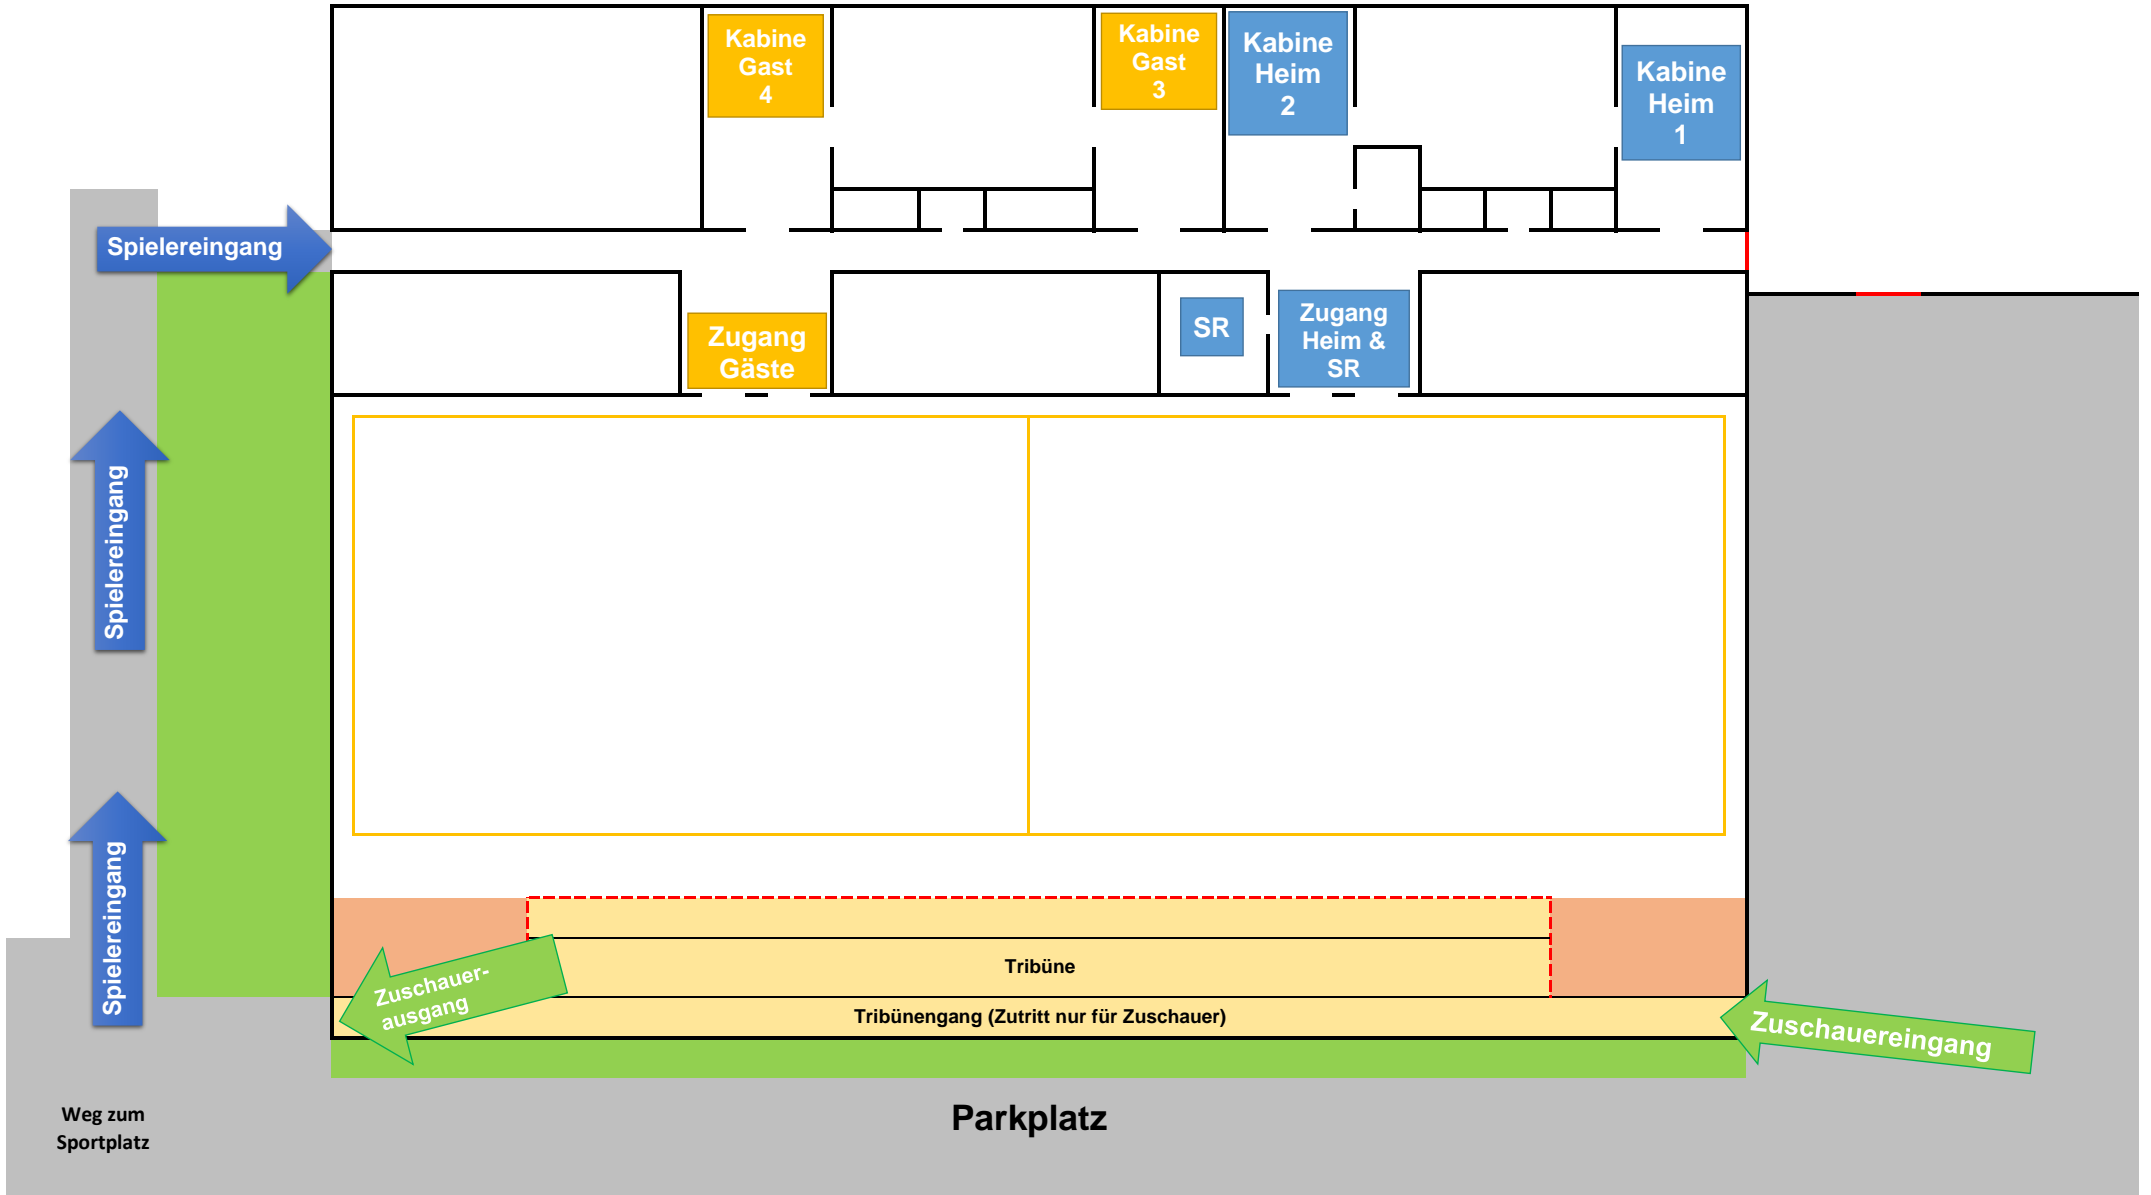 Kabine
Gast
4
Kabine
Gast
3
Kabine
Heim
2
Kabine
Heim
1
Spielereingang
Zugang
Gäste
SR
Zugang
Heim &
SR
Spielereingang
Spielereingang
Tribüne
Zuschauer-
ausgang
Tribünengang (Zutritt nur für Zuschauer)
Zuschauereingang
Weg zum
Sportplatz
Parkplatz